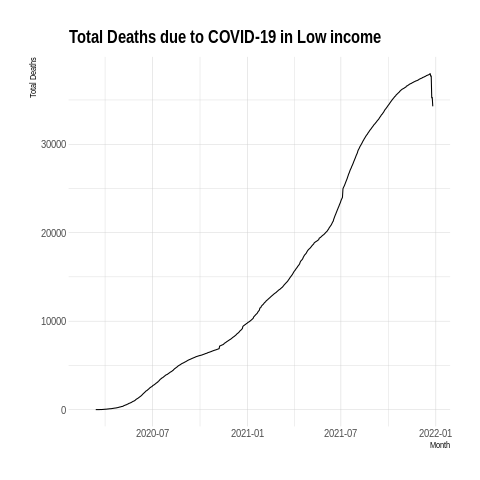 Total Deaths due to COVID-19 in Low income
Total Deaths
30000
20000
10000
0
2020-07 2021-01 2021-07 2022-01
Month